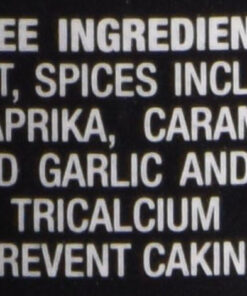 EE INGREDIEN
T, SPICES INCL
APRIKA, CARAM
D GARLIC AND
TRICALCIUM
REVENT CAKIN